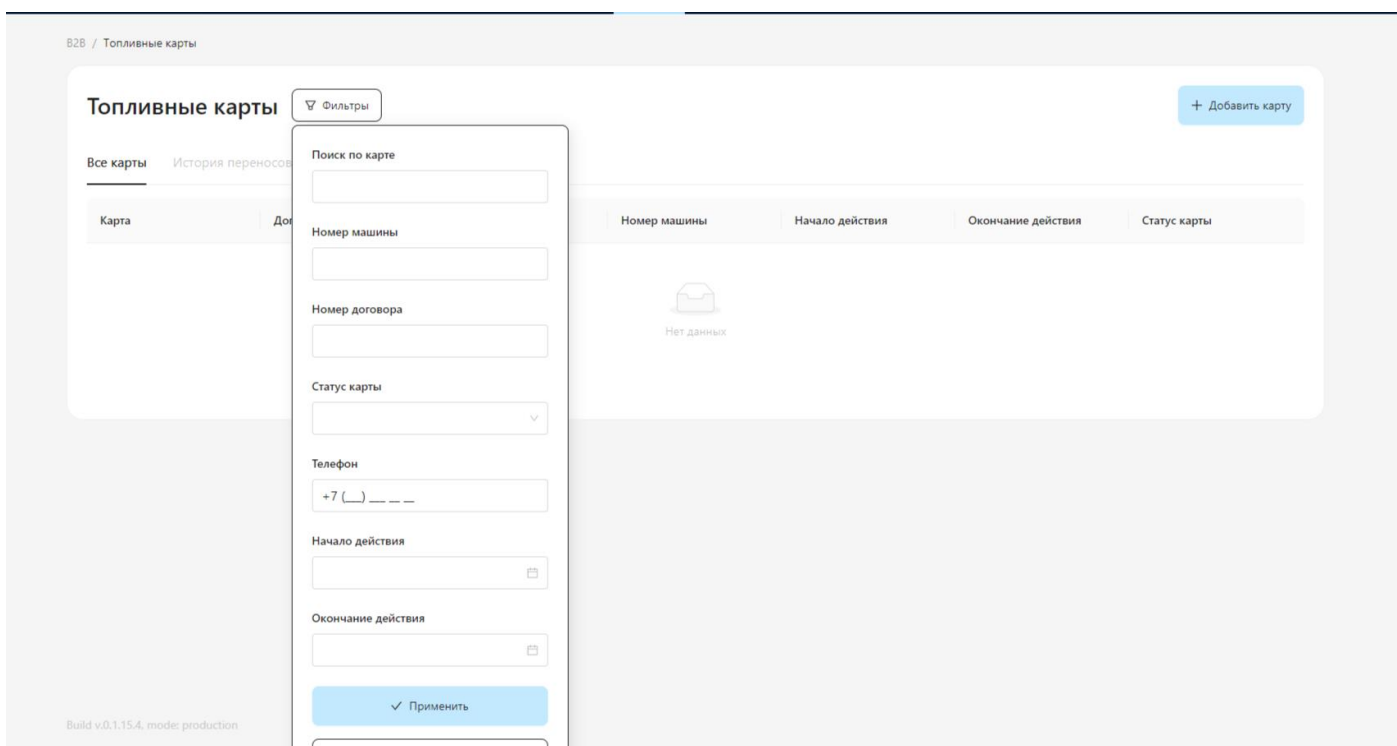 B2B / Топливные карты
Топливные карты
Фильтры
+ Добавить карту
Все карты
История переносов
Карта
Номер машины
Начало действия
Окончание действия
Статус карты
Нет данных
Поиск по карте
Номер машины
Номер договора
Статус карты
Телефон
+7 (__) ___ __ __
Начало действия
Окончание действия
Применить
Build v.0.1.15.4. mode: production